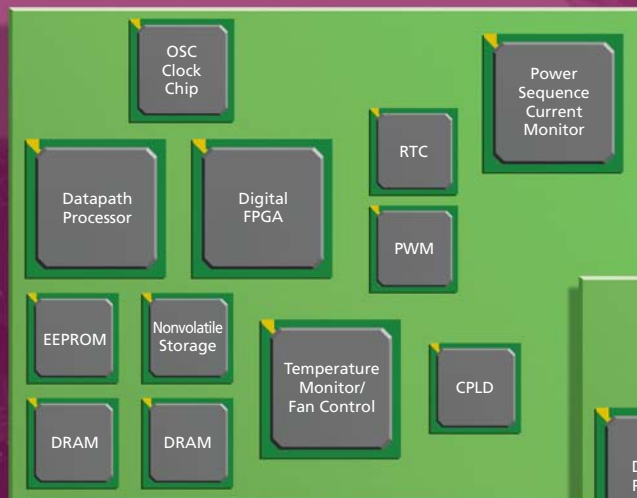 OSC
Clock
Chip
Power
Sequence
Current
Monitor
RTC
Datapath
Processor
Digital
FPGA
PWM
EEPROM
Nonvolatile
Storage
Temperature
Monitor/
Fan Control
CPLD
DRAM
DRAM